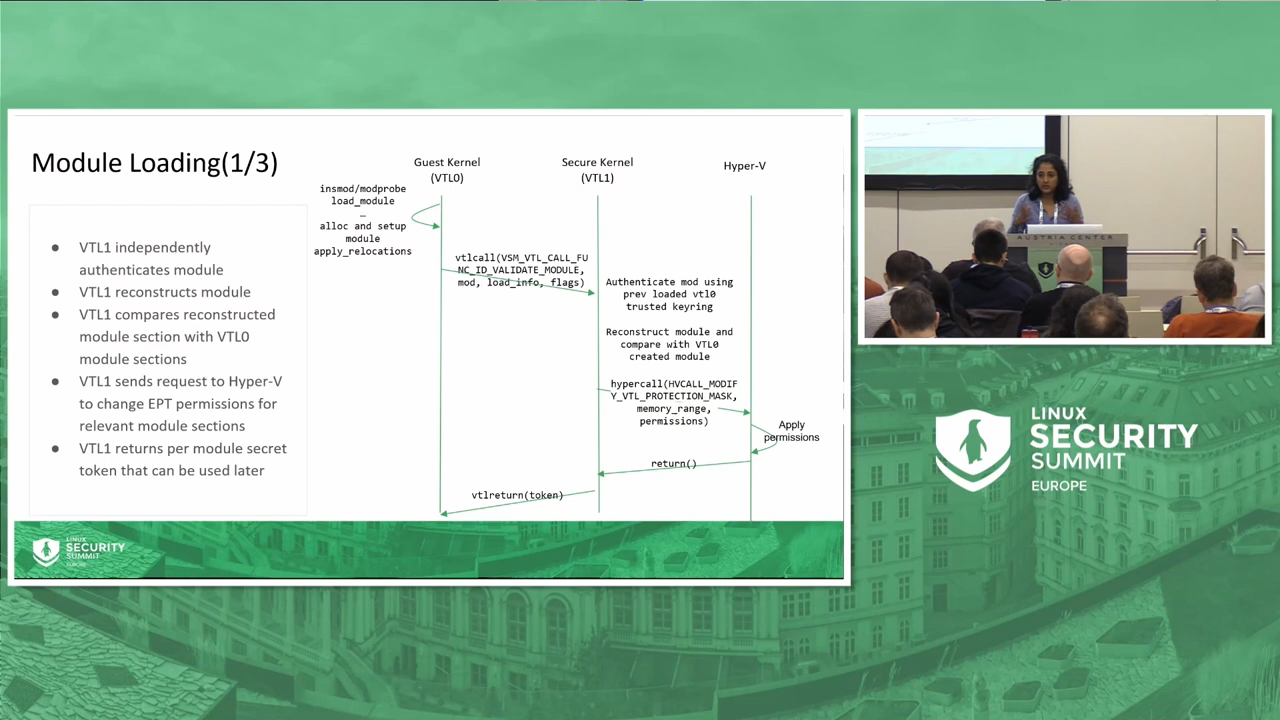 Module Loading(1/3)
● VTL1 independently
authenticates module
● VTL1 reconstructs module
● VTL1 compares reconstructed
module section with VTL0
module sections
● VTL1 sends request to Hyper-V
to change EPT permissions for
relevant module sections
● VTL1 returns per module secret
token that can be used later
Guest Kernel
(VTL0)
Secure Kernel
(VTL1)
Hyper-V
insmod/modprobe
load_module
…
alloc and setup
module
apply_relocations
vtlcall(VSM_VTL_CALL_FU
NC_ID_VALIDATE_MODULE,
mod, load_info, flags)
Authenticate mod using
prev loaded vtl0
trusted keyring
Reconstruct module and
compare with VTL0
created module
hypercall(HVCALL_MODIF
Y_VTL_PROTECTION_MASK,
memory_range,
permissions)
Apply
permissions
return()
vtlreturn(token)
LINUX
SECURITY
SUMMIT
EUROPE
AUSTRIA CENTER
LINUX
SECURITY
SUMMIT
EUROPE